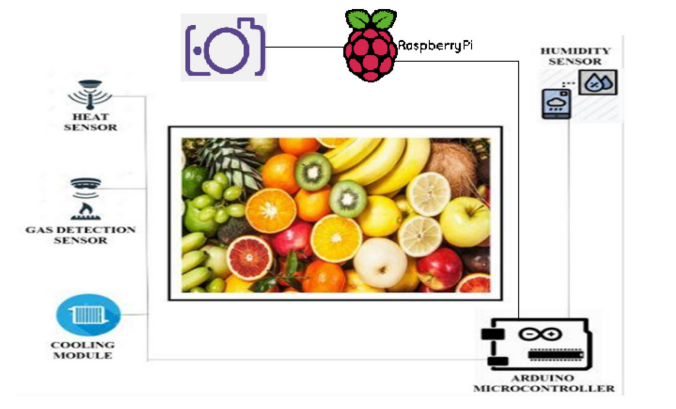 RaspberryPi
HUMIDITY
SENSOR
HEAT
SENSOR
GAS DETECTION
SENSOR
COOLING
MODULE
ARDUINO
MICROCONTROLLER